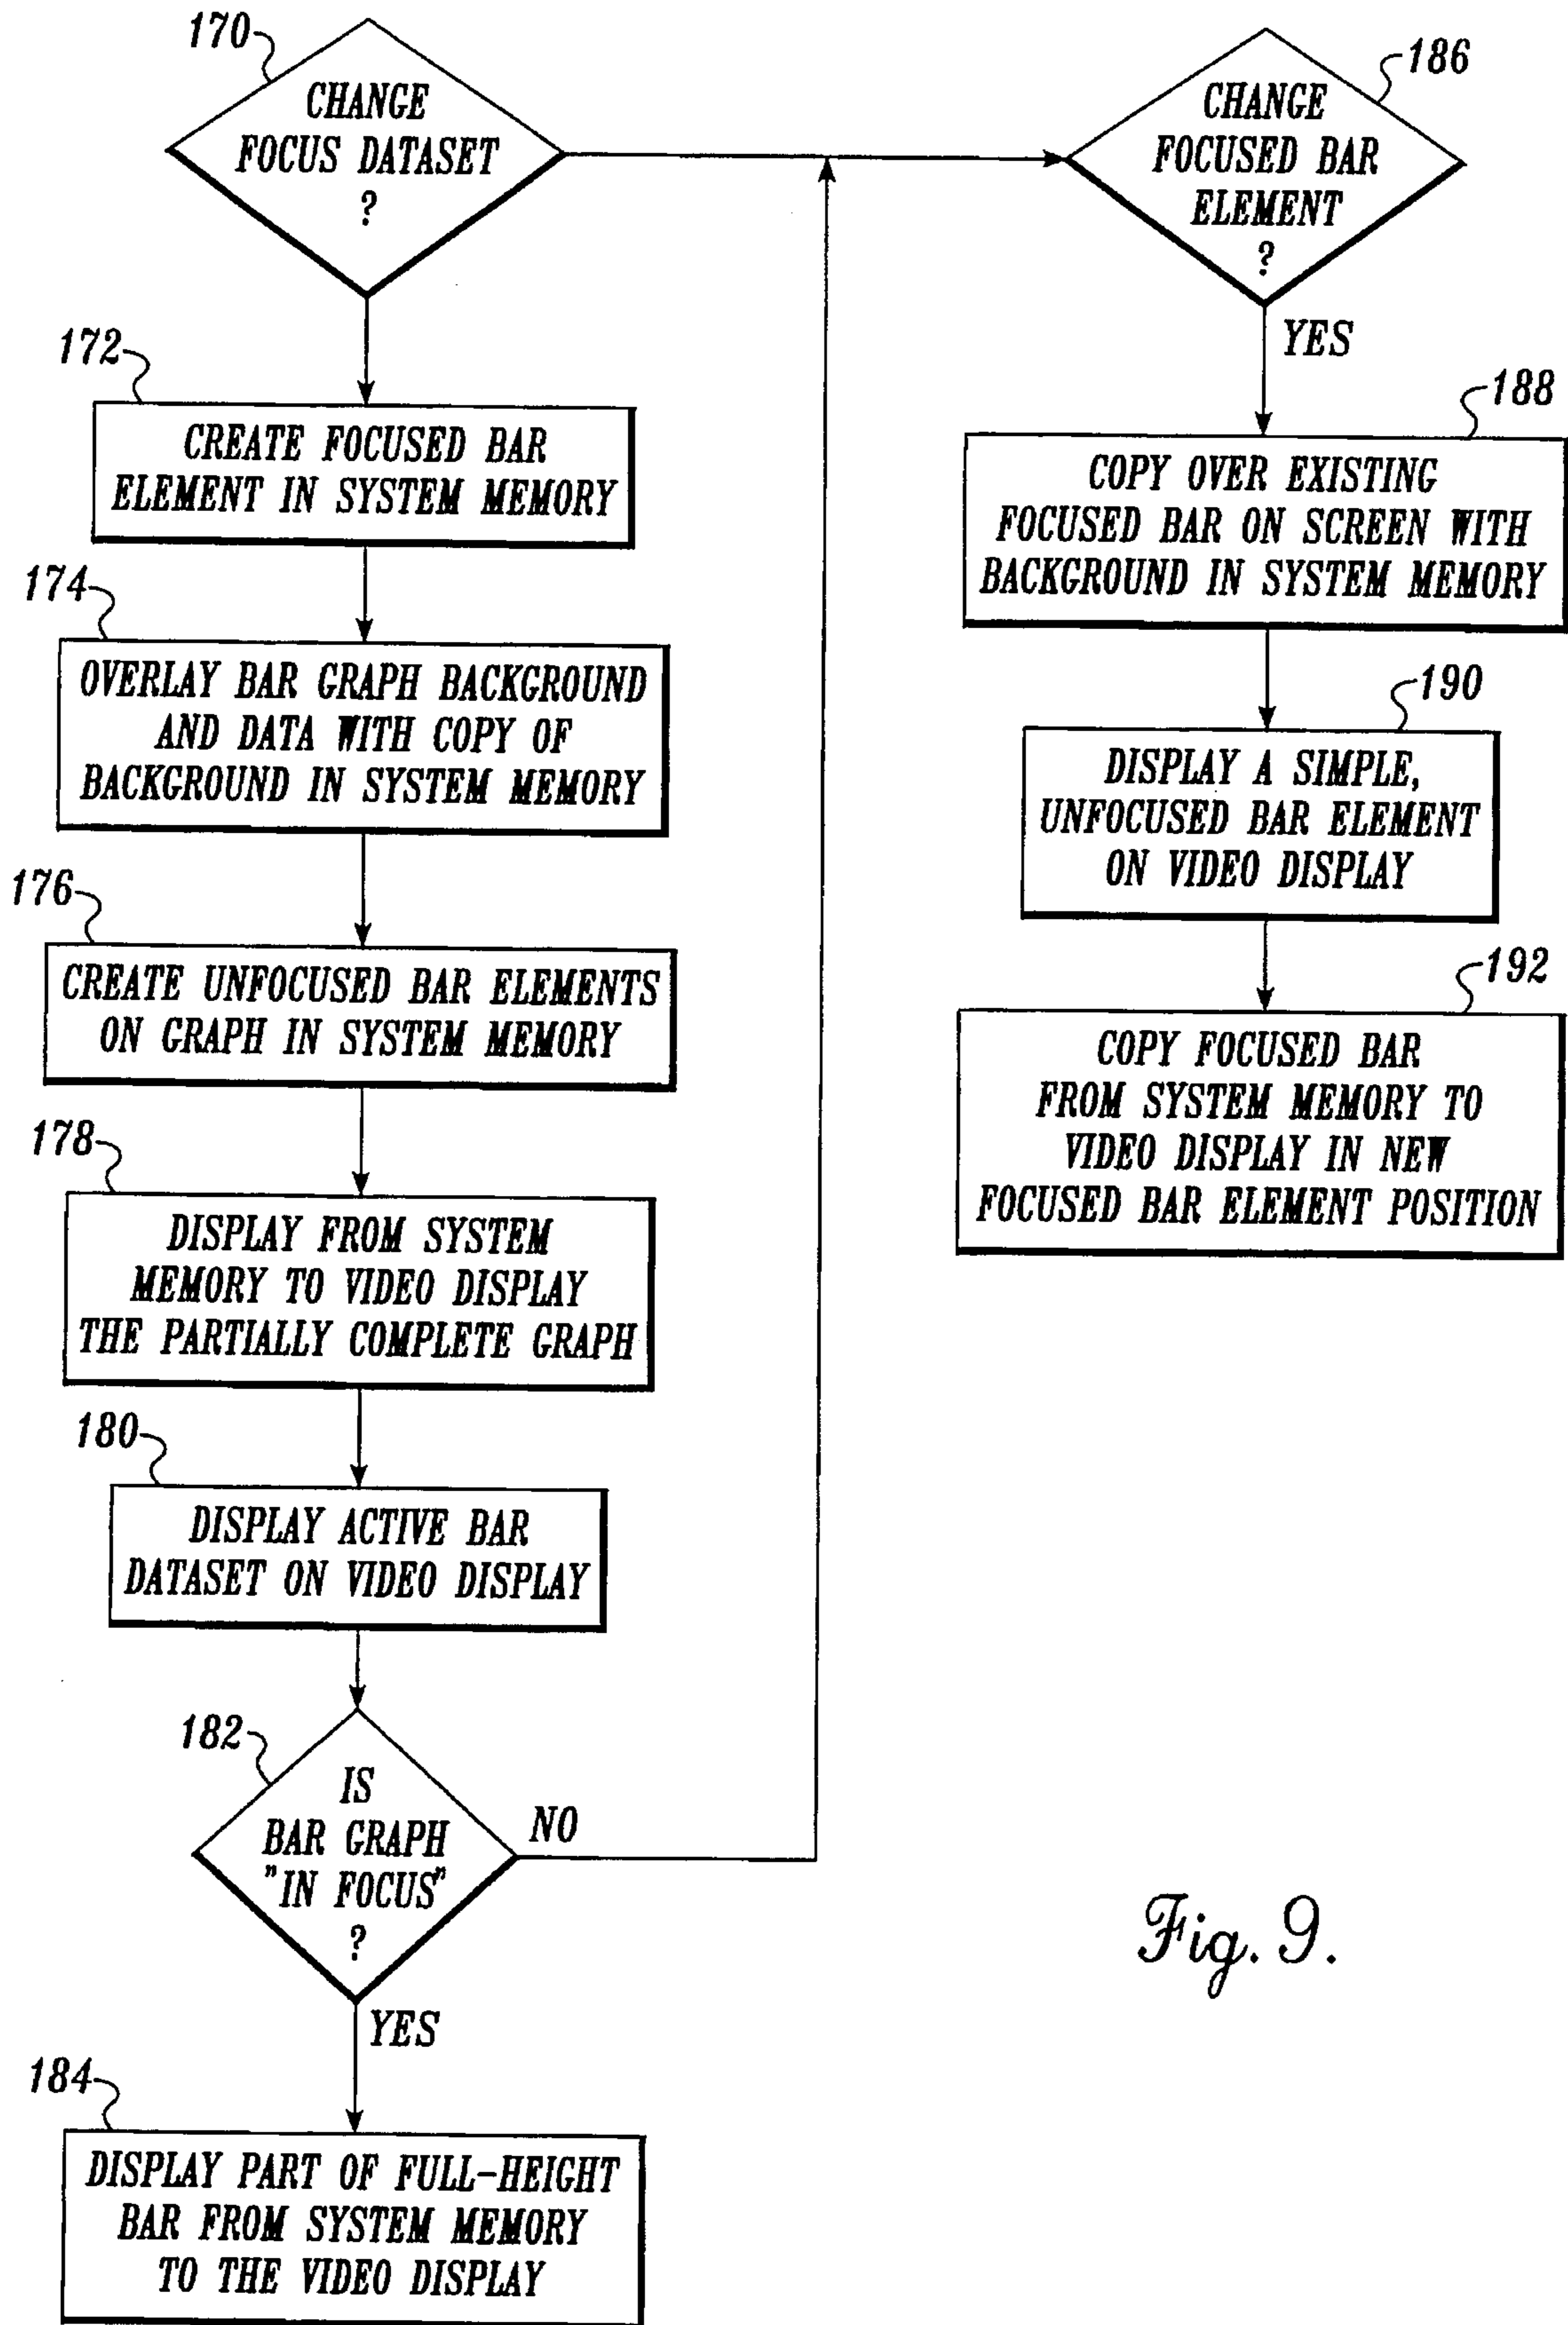 170
CHANGE
FOCUS DATASET
?
172
CREATE FOCUSED BAR
ELEMENT IN SYSTEM MEMORY
174
OVERLAY BAR GRAPH BACKGROUND
AND DATA WITH COPY OF
BACKGROUND IN SYSTEM MEMORY
176
CREATE UNFOCUSED BAR ELEMENTS
ON GRAPH IN SYSTEM MEMORY
178
DISPLAY FROM SYSTEM
MEMORY TO VIDEO DISPLAY
THE PARTIALLY COMPLETE GRAPH
180
DISPLAY ACTIVE BAR
DATASET ON VIDEO DISPLAY
182
IS
BAR GRAPH
"IN FOCUS"
?
NO
YES
184
DISPLAY PART OF FULL-HEIGHT
BAR FROM SYSTEM MEMORY
TO THE VIDEO DISPLAY
186
CHANGE
FOCUSED BAR
ELEMENT
?
YES
188
COPY OVER EXISTING
FOCUSED BAR ON SCREEN WITH
BACKGROUND IN SYSTEM MEMORY
190
DISPLAY A SIMPLE,
UNFOCUSED BAR ELEMENT
ON VIDEO DISPLAY
192
COPY FOCUSED BAR
FROM SYSTEM MEMORY TO
VIDEO DISPLAY IN NEW
FOCUSED BAR ELEMENT POSITION
Fig. 9.